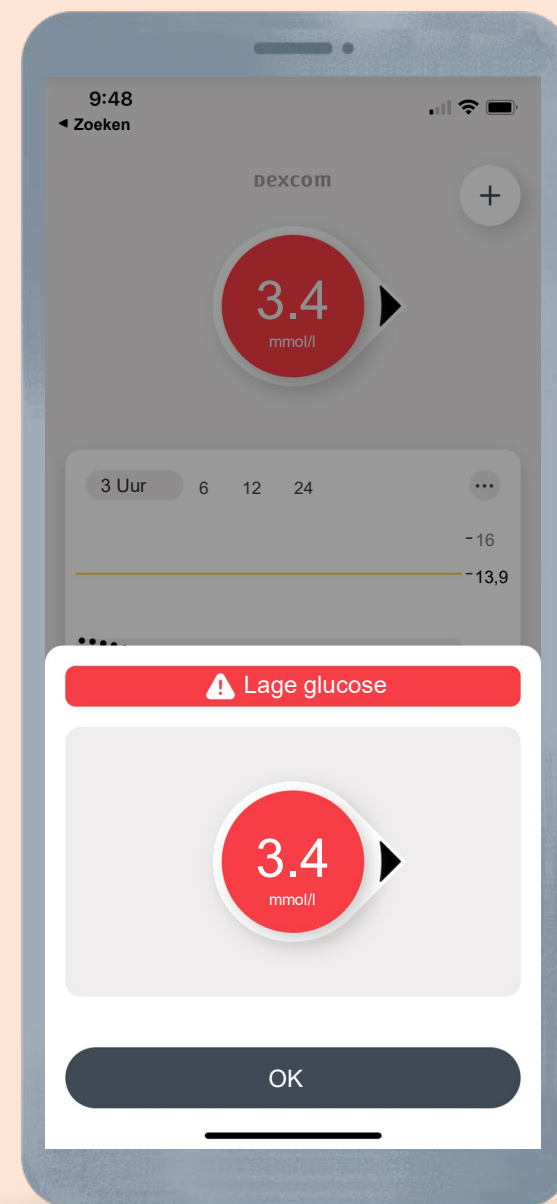 9:48
◄ Zoeken
Dexcom
+
3.4
mmol/l
3 Uur 6 12 24 ...
16
13,9
Lage glucose
3.4
mmol/l
OK